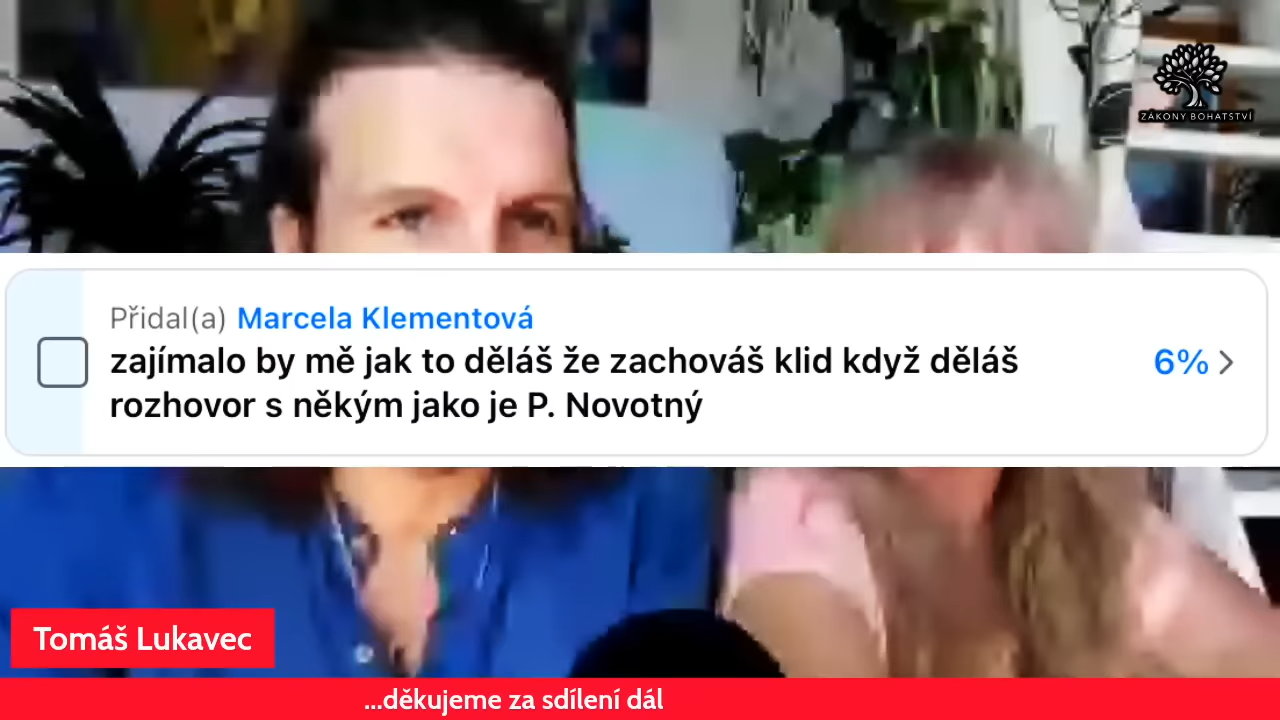 ZÁKONY BOHATSTVÍ
Přidal(a) Marcela Klementová
zajímalo by mě jak to děláš že zachováš klid když děláš
rozhovor s někým jako je P. Novotný
6%
Tomáš Lukavec
...děkujeme za sdílení dál